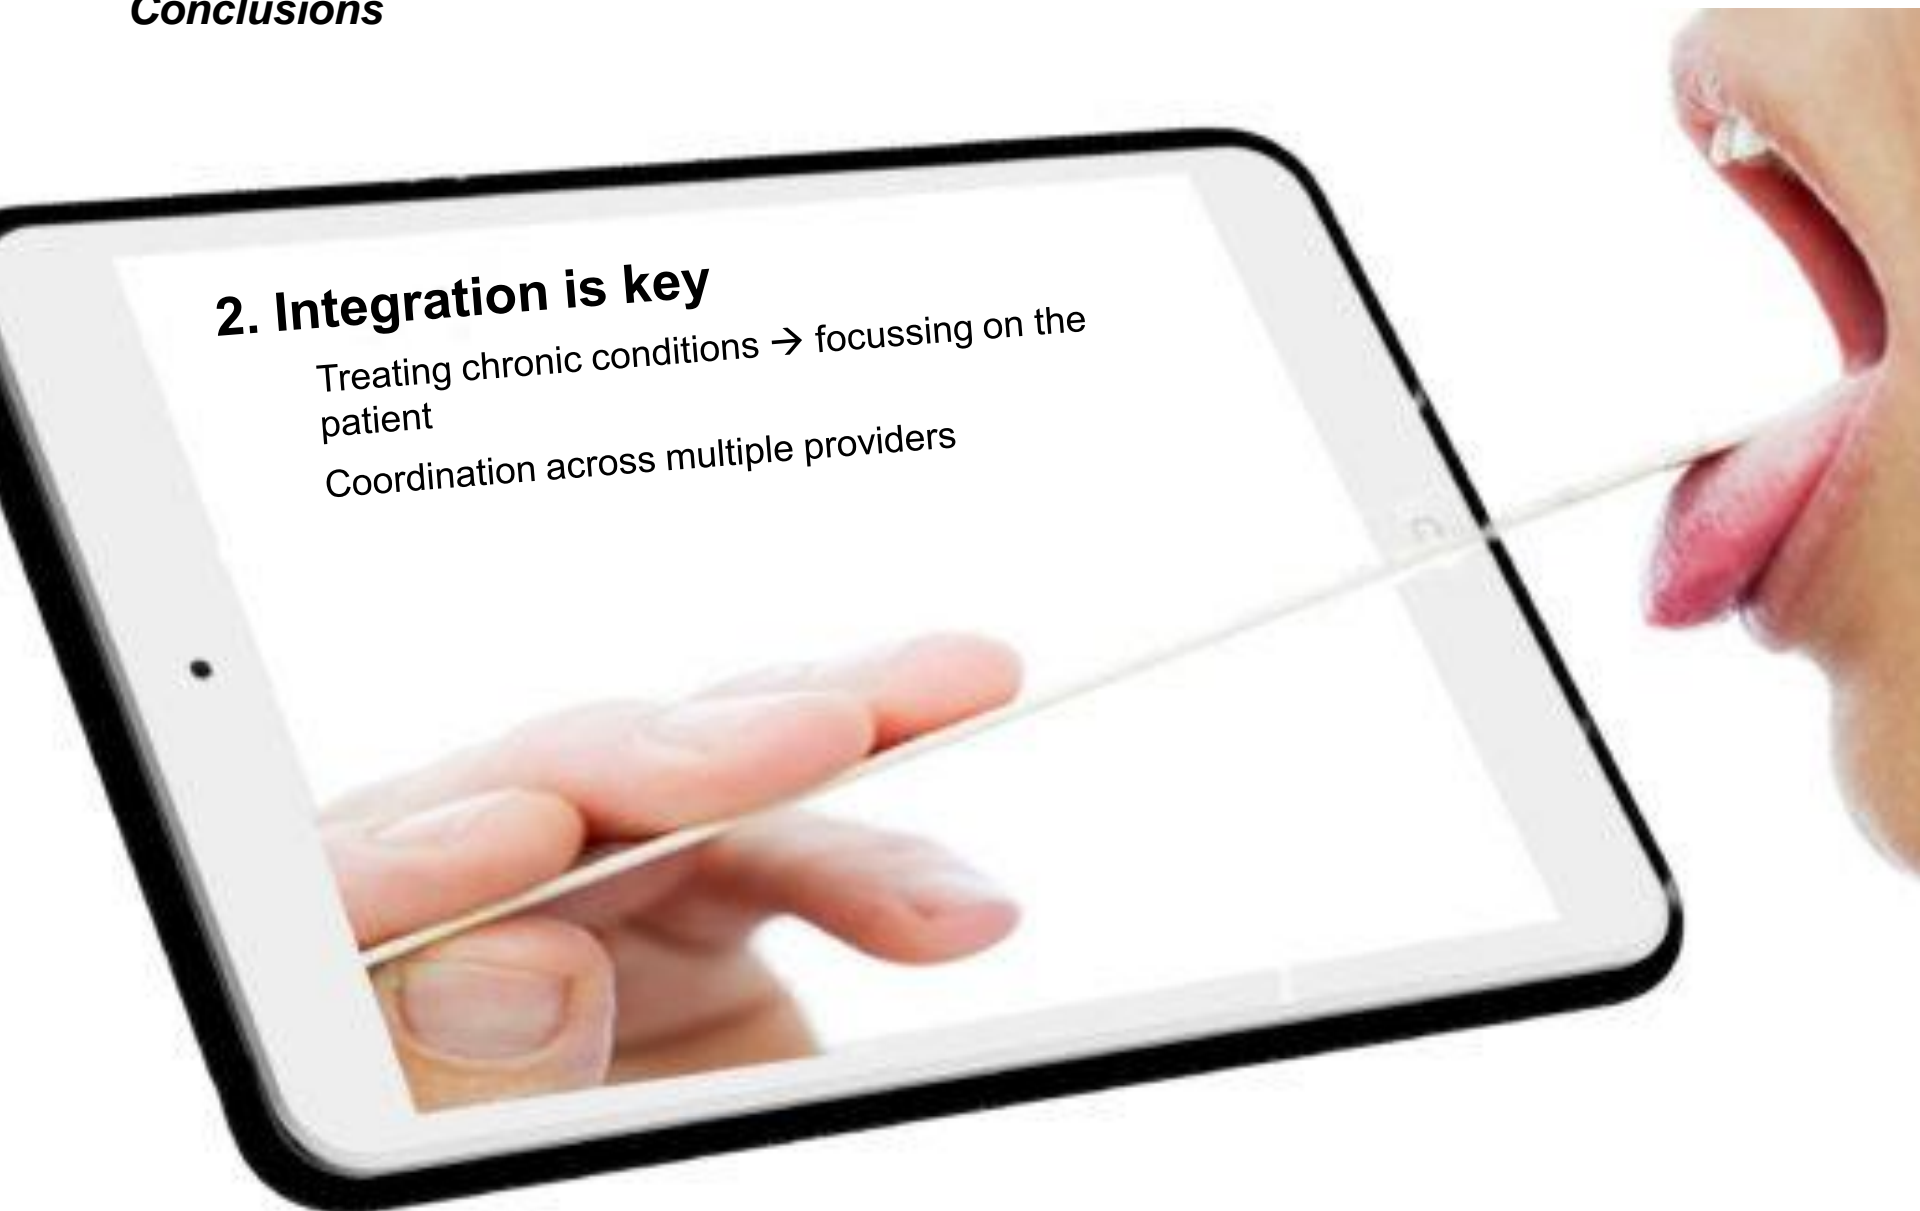 Conclusions
2. Integration is key
Treating chronic conditions → focussing on the
patient
Coordination across multiple providers